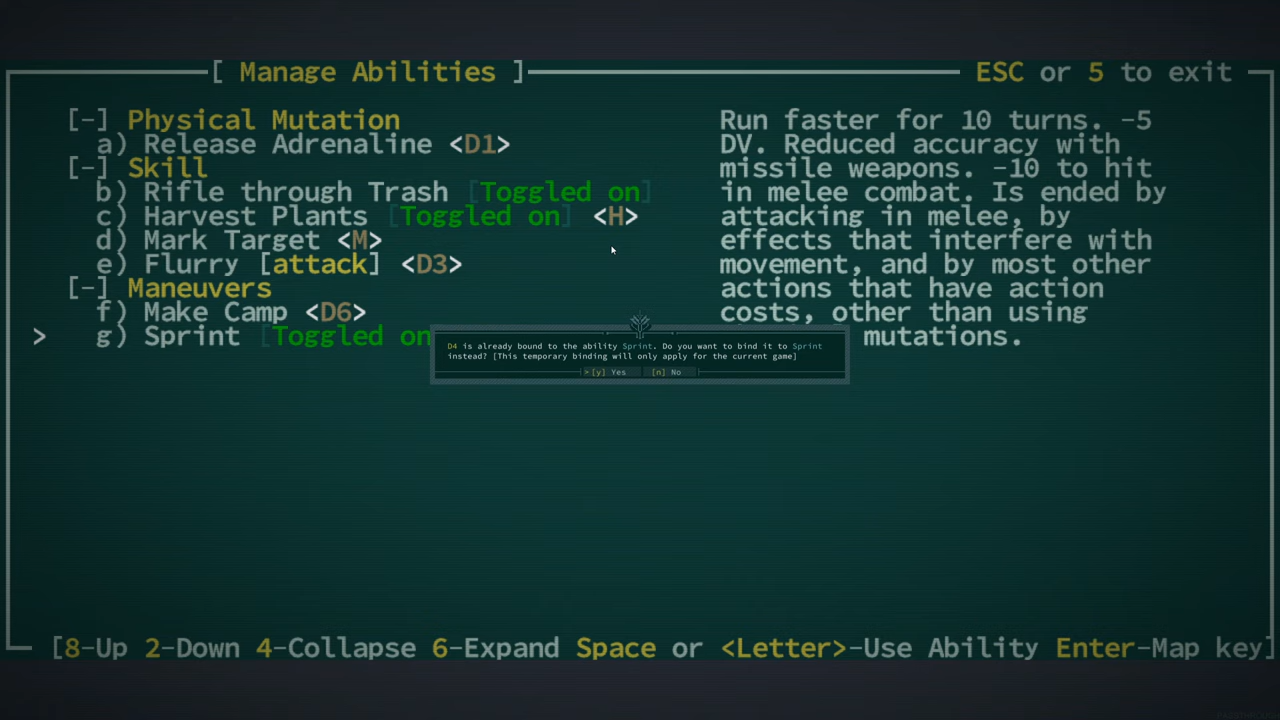 [ Manage Abilities ] ESC or 5 to exit
[-] Physical Mutation
a) Release Adrenaline <D1>
[-] Skill
b) Rifle through Trash [Toggled on]
c) Harvest Plants [Toggled on] <H>
d) Mark Target <M>
e) Flurry [attack] <D3>
[-] Maneuvers
f) Make Camp <D6>
> g) Sprint [Toggled on
Run faster for 10 turns. -5
DV. Reduced accuracy with
missile weapons. -10 to hit
in melee combat. Is ended by
attacking in melee, by
effects that interfere with
movement, and by most other
actions that have action
costs, other than using
mutations.
D4 is already bound to the ability Sprint. Do you want to bind it to Sprint
instead? [This temporary binding will only apply for the current game]
>[y] Yes [n] No
[8-Up 2-Down 4-Collapse 6-Expand Space or <Letter>-Use Ability Enter-Map key]